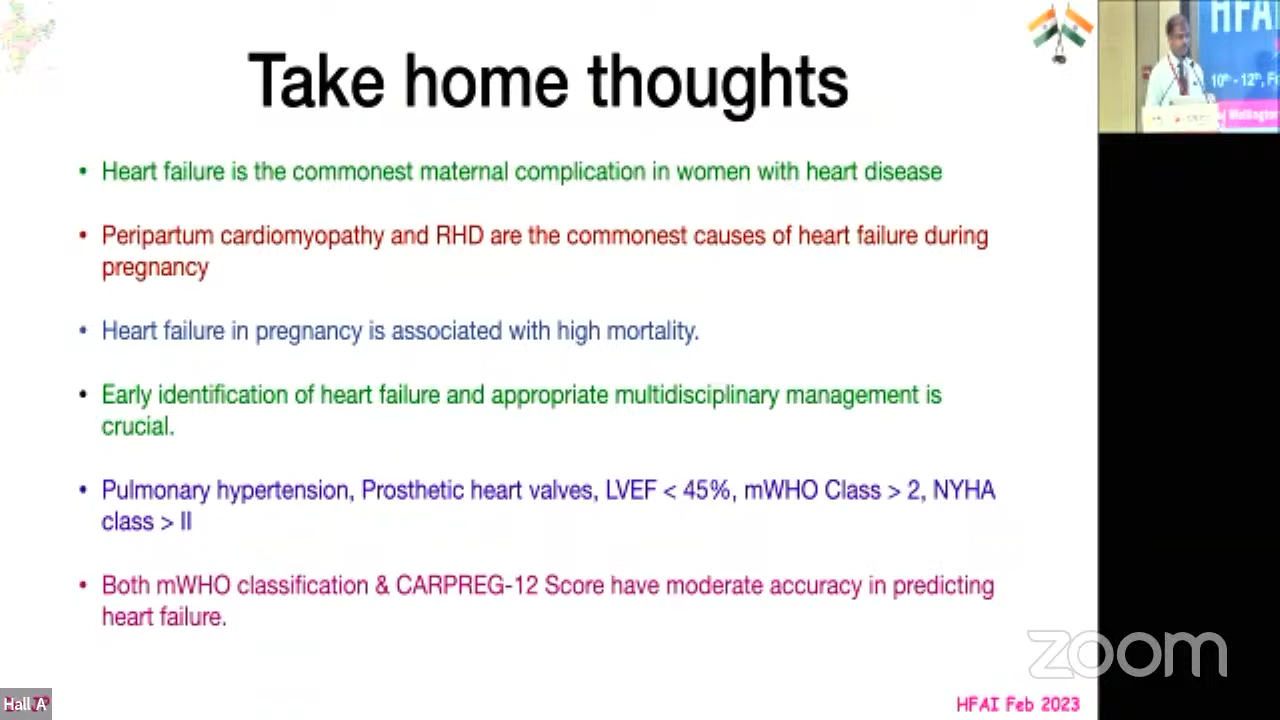 Take home thoughts
• Heart failure is the commonest maternal complication in women with heart disease
• Peripartum cardiomyopathy and RHD are the commonest causes of heart failure during
pregnancy
• Heart failure in pregnancy is associated with high mortality.
• Early identification of heart failure and appropriate multidisciplinary management is
crucial.
• Pulmonary hypertension, Prosthetic heart valves, LVEF < 45%, mWHO Class > 2, NYHA
class > II
• Both mWHO classification & CARPREG-12 Score have moderate accuracy in predicting
heart failure.
zoom
Hall A
HFAI Feb 2023
HFA
10th - 12th, F
Wellington